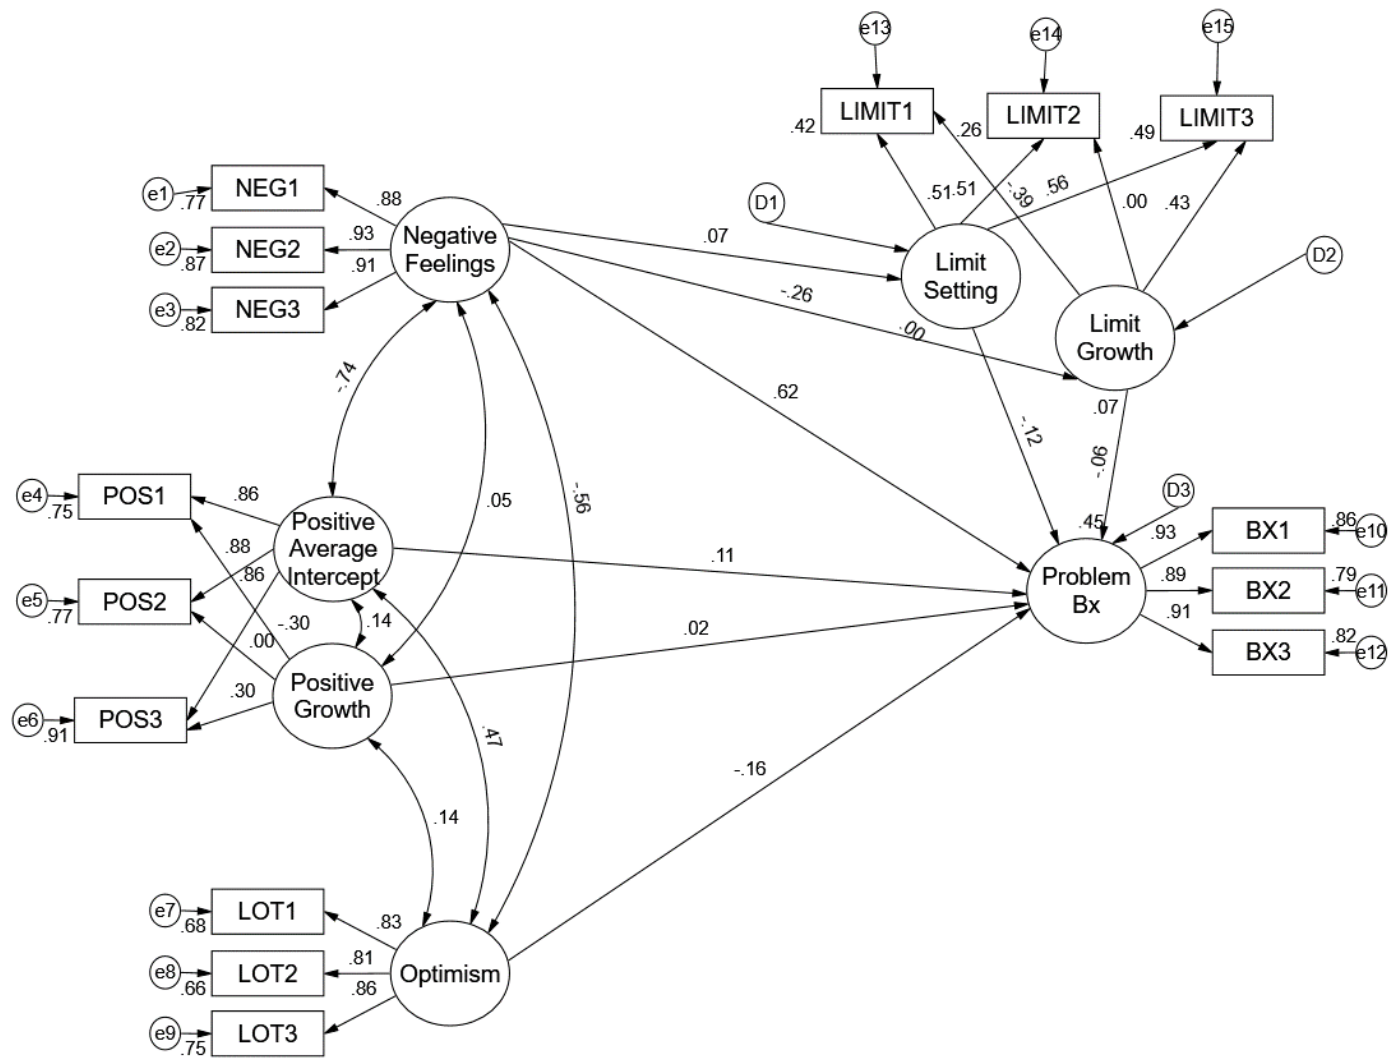 e13
e14
e15
LIMIT1
LIMIT2
LIMIT3
.42
.26
.49
e1
.77
NEG1
.88
e2
.87
NEG2
.93
e3
.82
NEG3
.91
Negative
Feelings
D1
.51
.51
-.39
.56
.00
.43
.07
Limit
Setting
D2
-.26
.00
Limit
Growth
.07
-.74
.62
-.12
-.06
e4
.75
POS1
.86
.05
-.56
D3
.45
.93
BX1
.86
e10
Positive
Average
Intercept
.88
.86
.11
e5
.77
POS2
Problem
Bx
.89
BX2
.79
e11
-.30
.14
.00
.02
.91
BX3
.82
e12
Positive
Growth
.30
e6
.91
POS3
.47
-.16
.14
e7
.68
LOT1
.83
e8
.66
LOT2
.81
Optimism
.86
e9
.75
LOT3